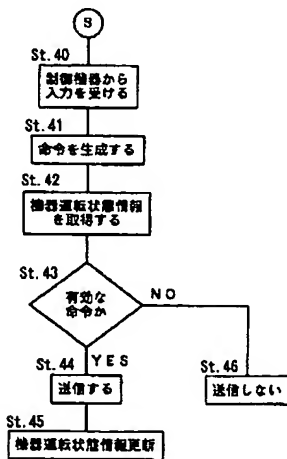 S
St.40
制御機器から
入力を受ける
St.41
命令を生成する
St.42
機器運転状態情報
を取得する
St.43
有効な
命令か
NO
YES
St.44
送信する
St.46
送信しない
St.45
機器運転状態情報更新